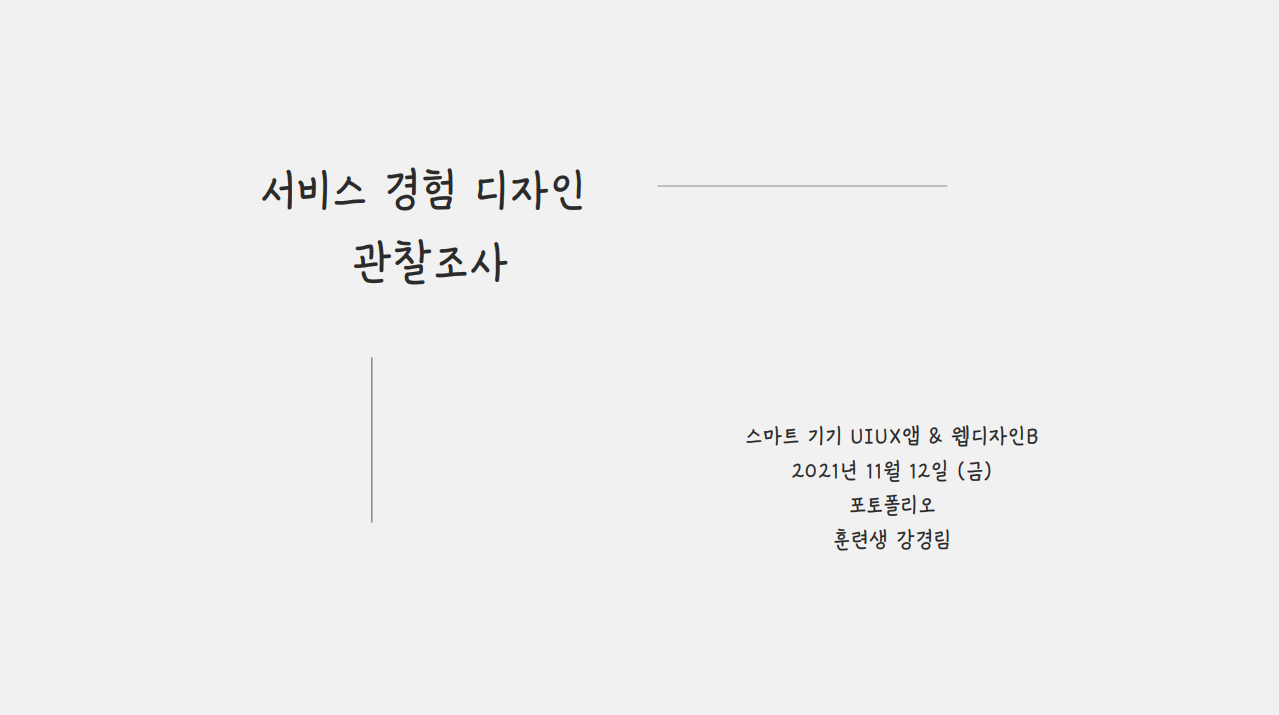 서비스 경험 디자인
관찰조사
스마트 기기 UIUX앱 & 웹디자인B
2021년 11월 12일 (금)
포토폴리오
훈련생 강경림